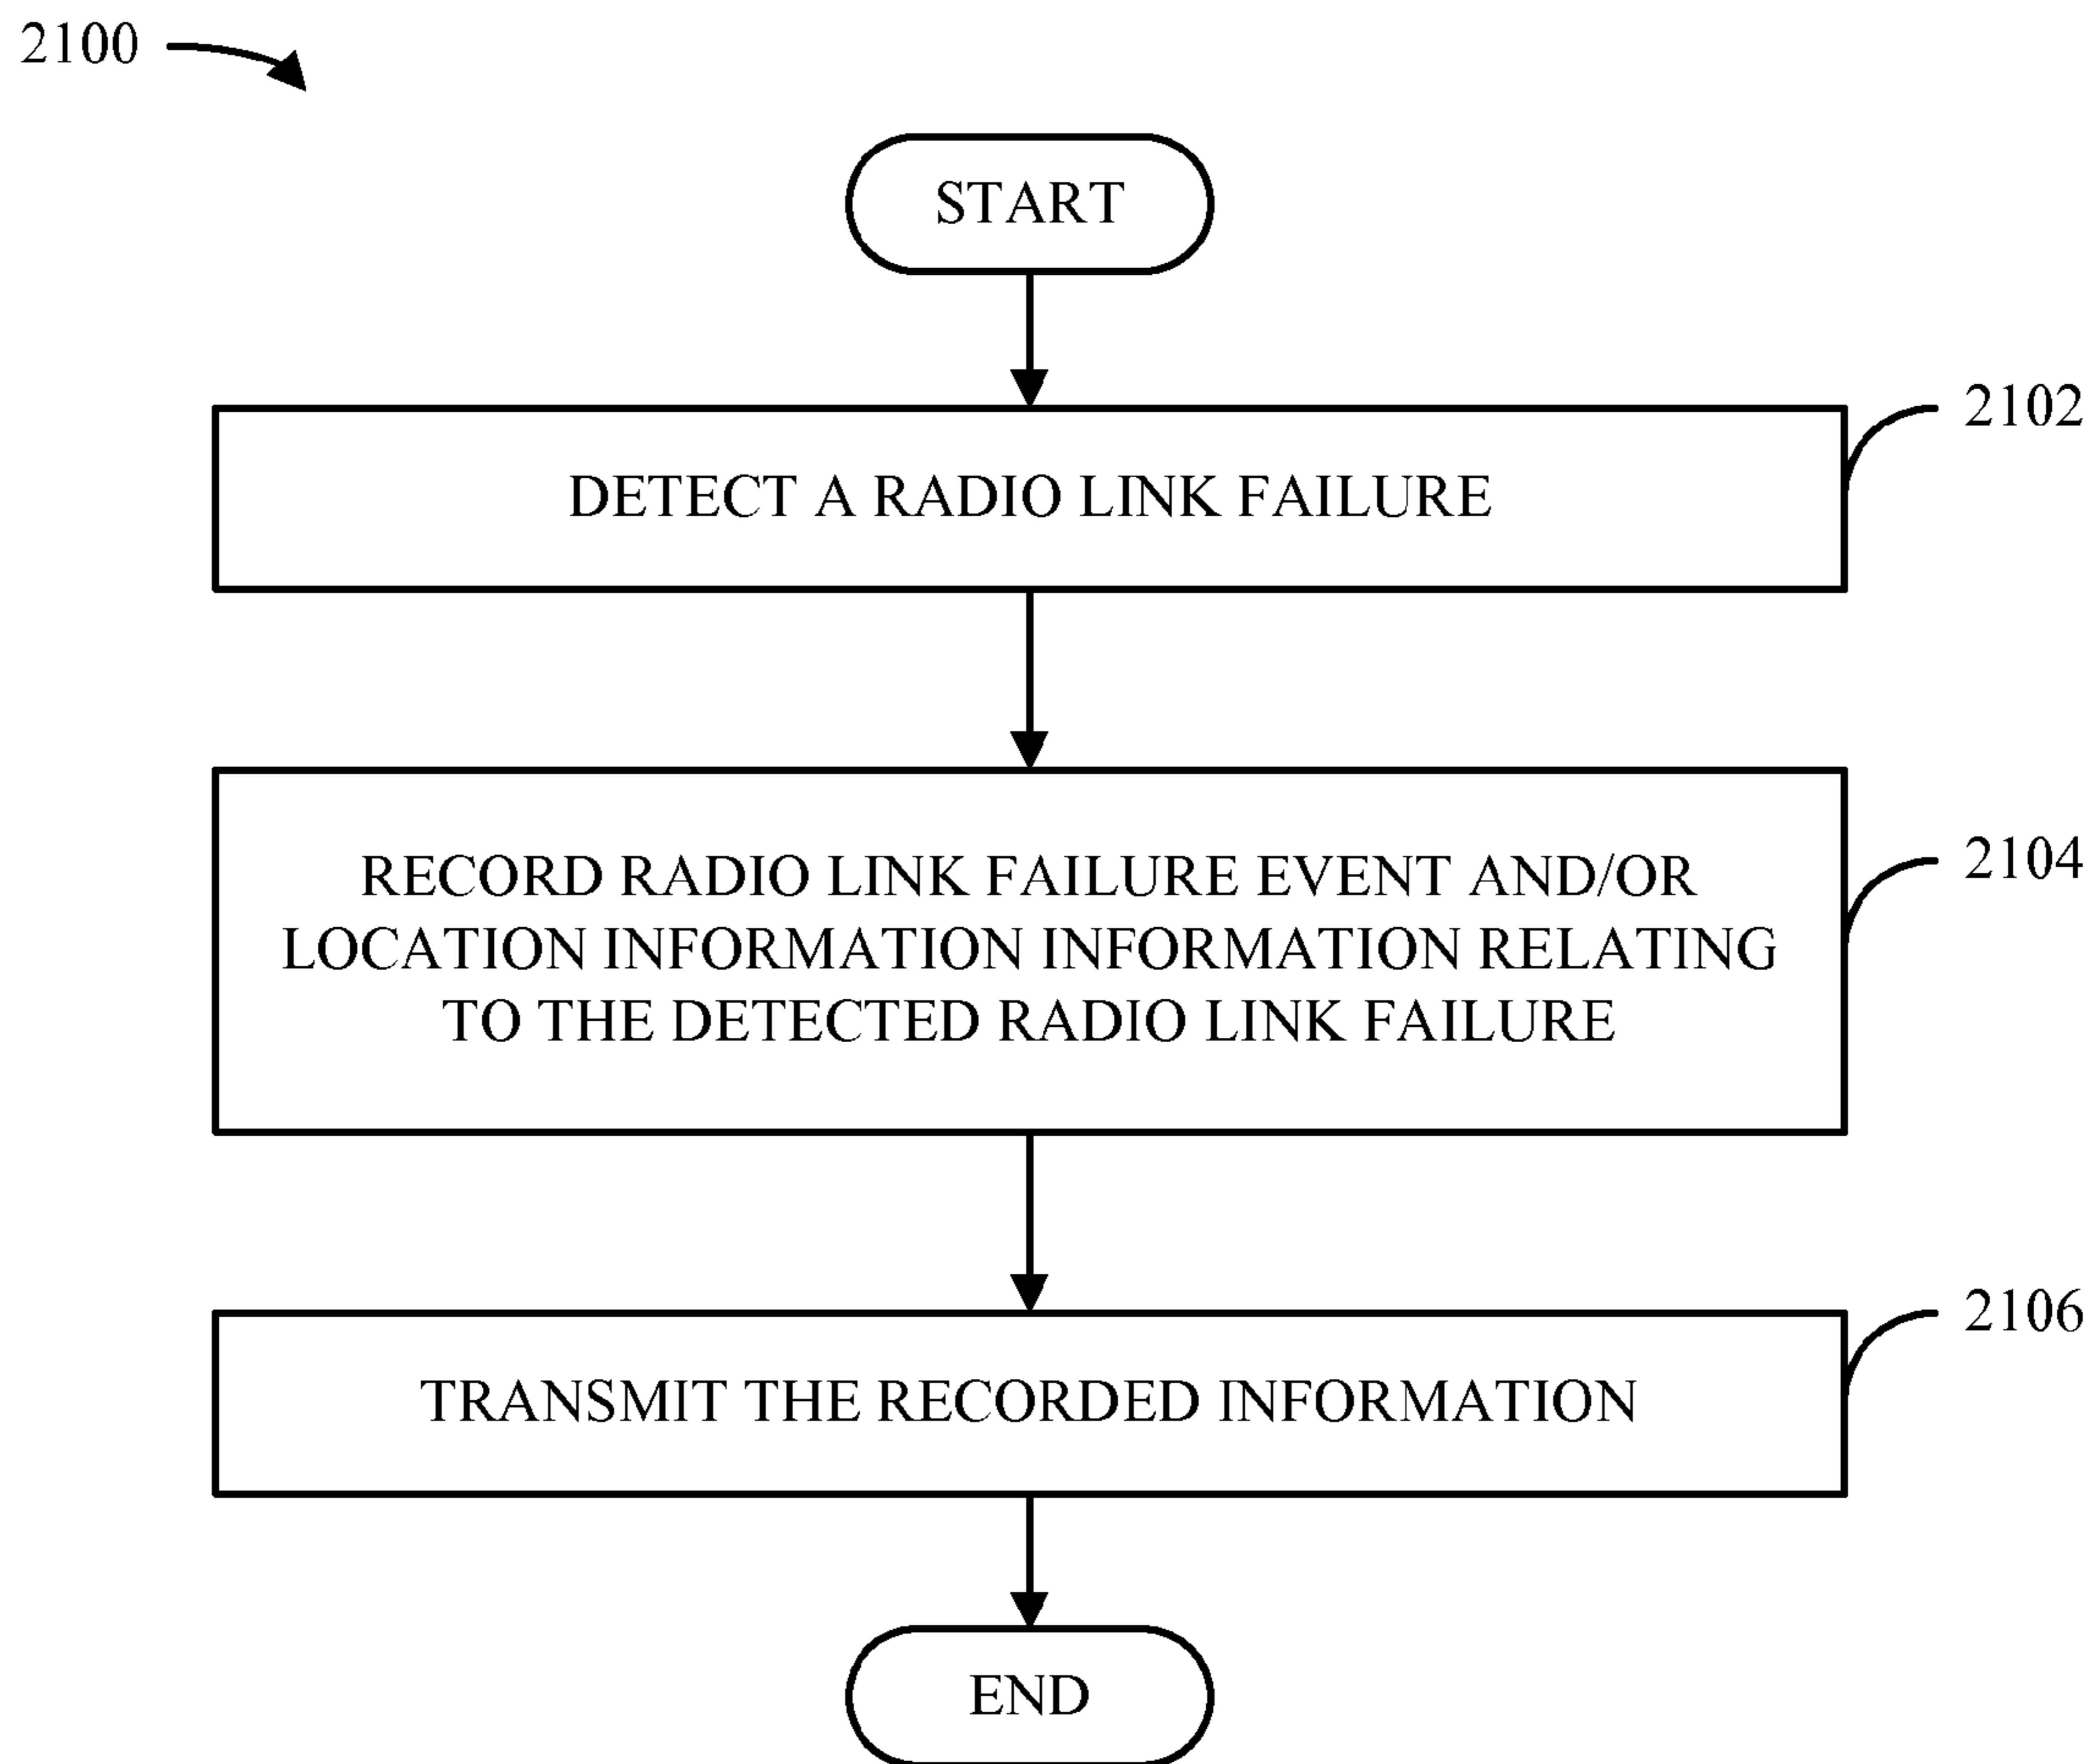 2100
START
2102
DETECT A RADIO LINK FAILURE
2104
RECORD RADIO LINK FAILURE EVENT AND/OR
LOCATION INFORMATION INFORMATION RELATING
TO THE DETECTED RADIO LINK FAILURE
2106
TRANSMIT THE RECORDED INFORMATION
END